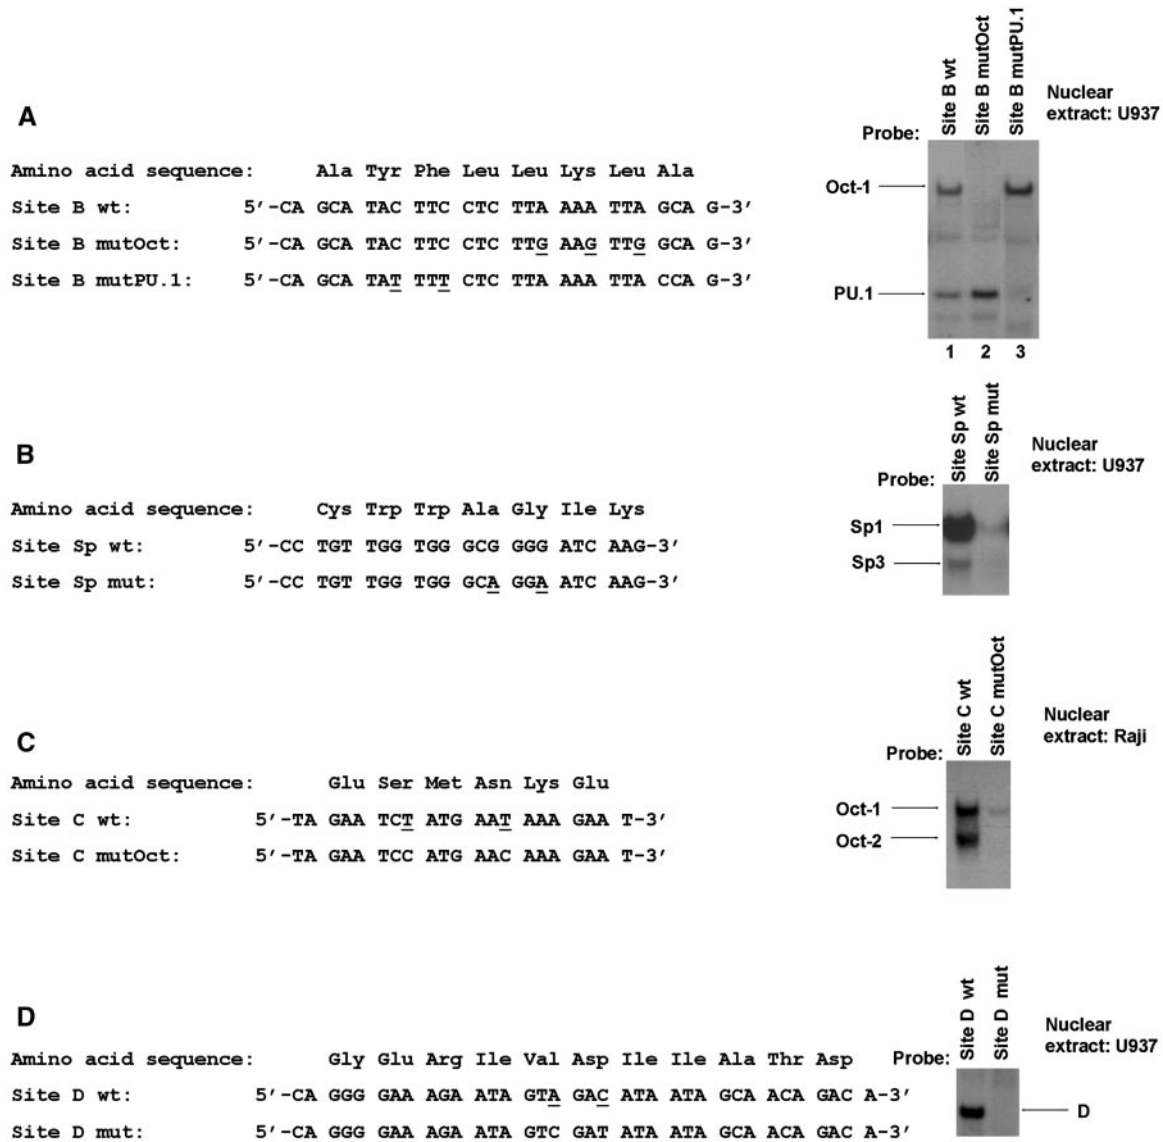 A
Amino acid sequence: Ala Tyr Phe Leu Leu Lys Leu Ala
Site B wt: 5′-CA GCA TAC TTC CTC TTA AAA TTA GCA G-3′
Site B mutOct: 5′-CA GCA TAC TTC CTC TTG AAG TTG GCA G-3′
Site B mutPU.1: 5′-CA GCA TAT TTT CTC TTA AAA TTA CCA G-3′
Probe:
Site B wt
Site B mutOct
Site B mutPU.1
Nuclear
extract: U937
Oct-1
PU.1
1 2 3
B
Amino acid sequence: Cys Trp Trp Ala Gly Ile Lys
Site Sp wt: 5′-CC TGT TGG TGG GCG GGG ATC AAG-3′
Site Sp mut: 5′-CC TGT TGG TGG GCA GGA ATC AAG-3′
Probe:
Site Sp wt
Site Sp mut
Nuclear
extract: U937
Sp1
Sp3
C
Amino acid sequence: Glu Ser Met Asn Lys Glu
Site C wt: 5′-TA GAA TCT ATG AAT AAA GAA T-3′
Site C mutOct: 5′-TA GAA TCC ATG AAC AAA GAA T-3′
Probe:
Site C wt
Site C mutOct
Nuclear
extract: Raji
Oct-1
Oct-2
D
Amino acid sequence: Gly Glu Arg Ile Val Asp Ile Ile Ala Thr Asp
Site D wt: 5′-CA GGG GAA AGA ATA GTA GAC ATA ATA GCA ACA GAC A-3′
Site D mut: 5′-CA GGG GAA AGA ATA GTC GAT ATA ATA GCA ACA GAC A-3′
Probe:
Site D wt
Site D mut
Nuclear
extract: U937
D